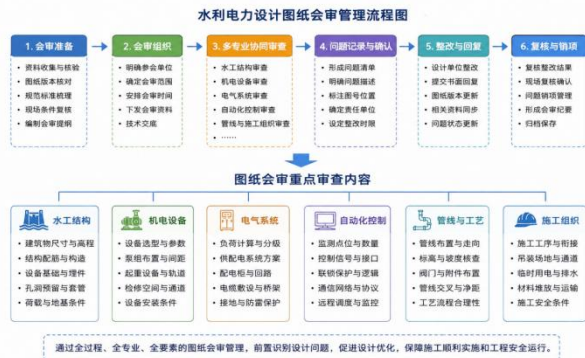 水利电力设计图纸会审管理流程图
1. 会审准备
• 资料收集与核验
• 图纸版本核对
• 规范标准梳理
• 现场条件复核
• 编制会审提纲
2. 会审组织
• 明确参会单位
• 确定会审范围
• 安排会审时间
• 下发会审资料
• 技术交底
3. 多专业协同审查
• 水工结构审查
• 机电设备审查
• 电气系统审查
• 自动化控制审查
• 管线与施工组织审查
• ……
4. 问题记录与确认
• 形成问题清单
• 明确问题描述
• 标注图号位置
• 确定责任单位
• 设定整改时限
5. 整改与回复
• 设计单位整改
• 提交书面回复
• 图纸版本更新
• 相关资料同步
• 问题状态更新
6. 复核与销项
• 复核整改结果
• 现场复核确认
• 问题销项管理
• 形成会审纪要
• 归档保存
图纸会审重点审查内容
水工结构
• 建筑物尺寸与高程
• 结构配筋与构造
• 设备基础与埋件
• 孔洞预留与套管
• 荷载与地基条件
机电设备
• 设备选型与参数
• 泵组布置与间距
• 起重设备与轨道
• 检修空间与通道
• 设备安装条件
电气系统
• 负荷计算与分级
• 供配电系统方案
• 配电柜与回路
• 电缆敷设与桥架
• 接地与防雷保护
自动化控制
• 监测点位与数量
• 控制信号与接口
• 联锁保护与逻辑
• 通信网络与协议
• 远程调度与监控
管线与工艺
• 管线布置与走向
• 标高与坡度核查
• 阀门与附件布置
• 管线交叉与净距
• 工艺流程合理性
施工组织
• 施工工序与衔接
• 吊装场地与通道
• 临时用电与排水
• 材料堆放与运输
• 施工安全条件
通过全过程、全专业、全要素的图纸会审管理，前置识别设计问题，促进设计优化，保障施工顺利实施和工程安全运行。